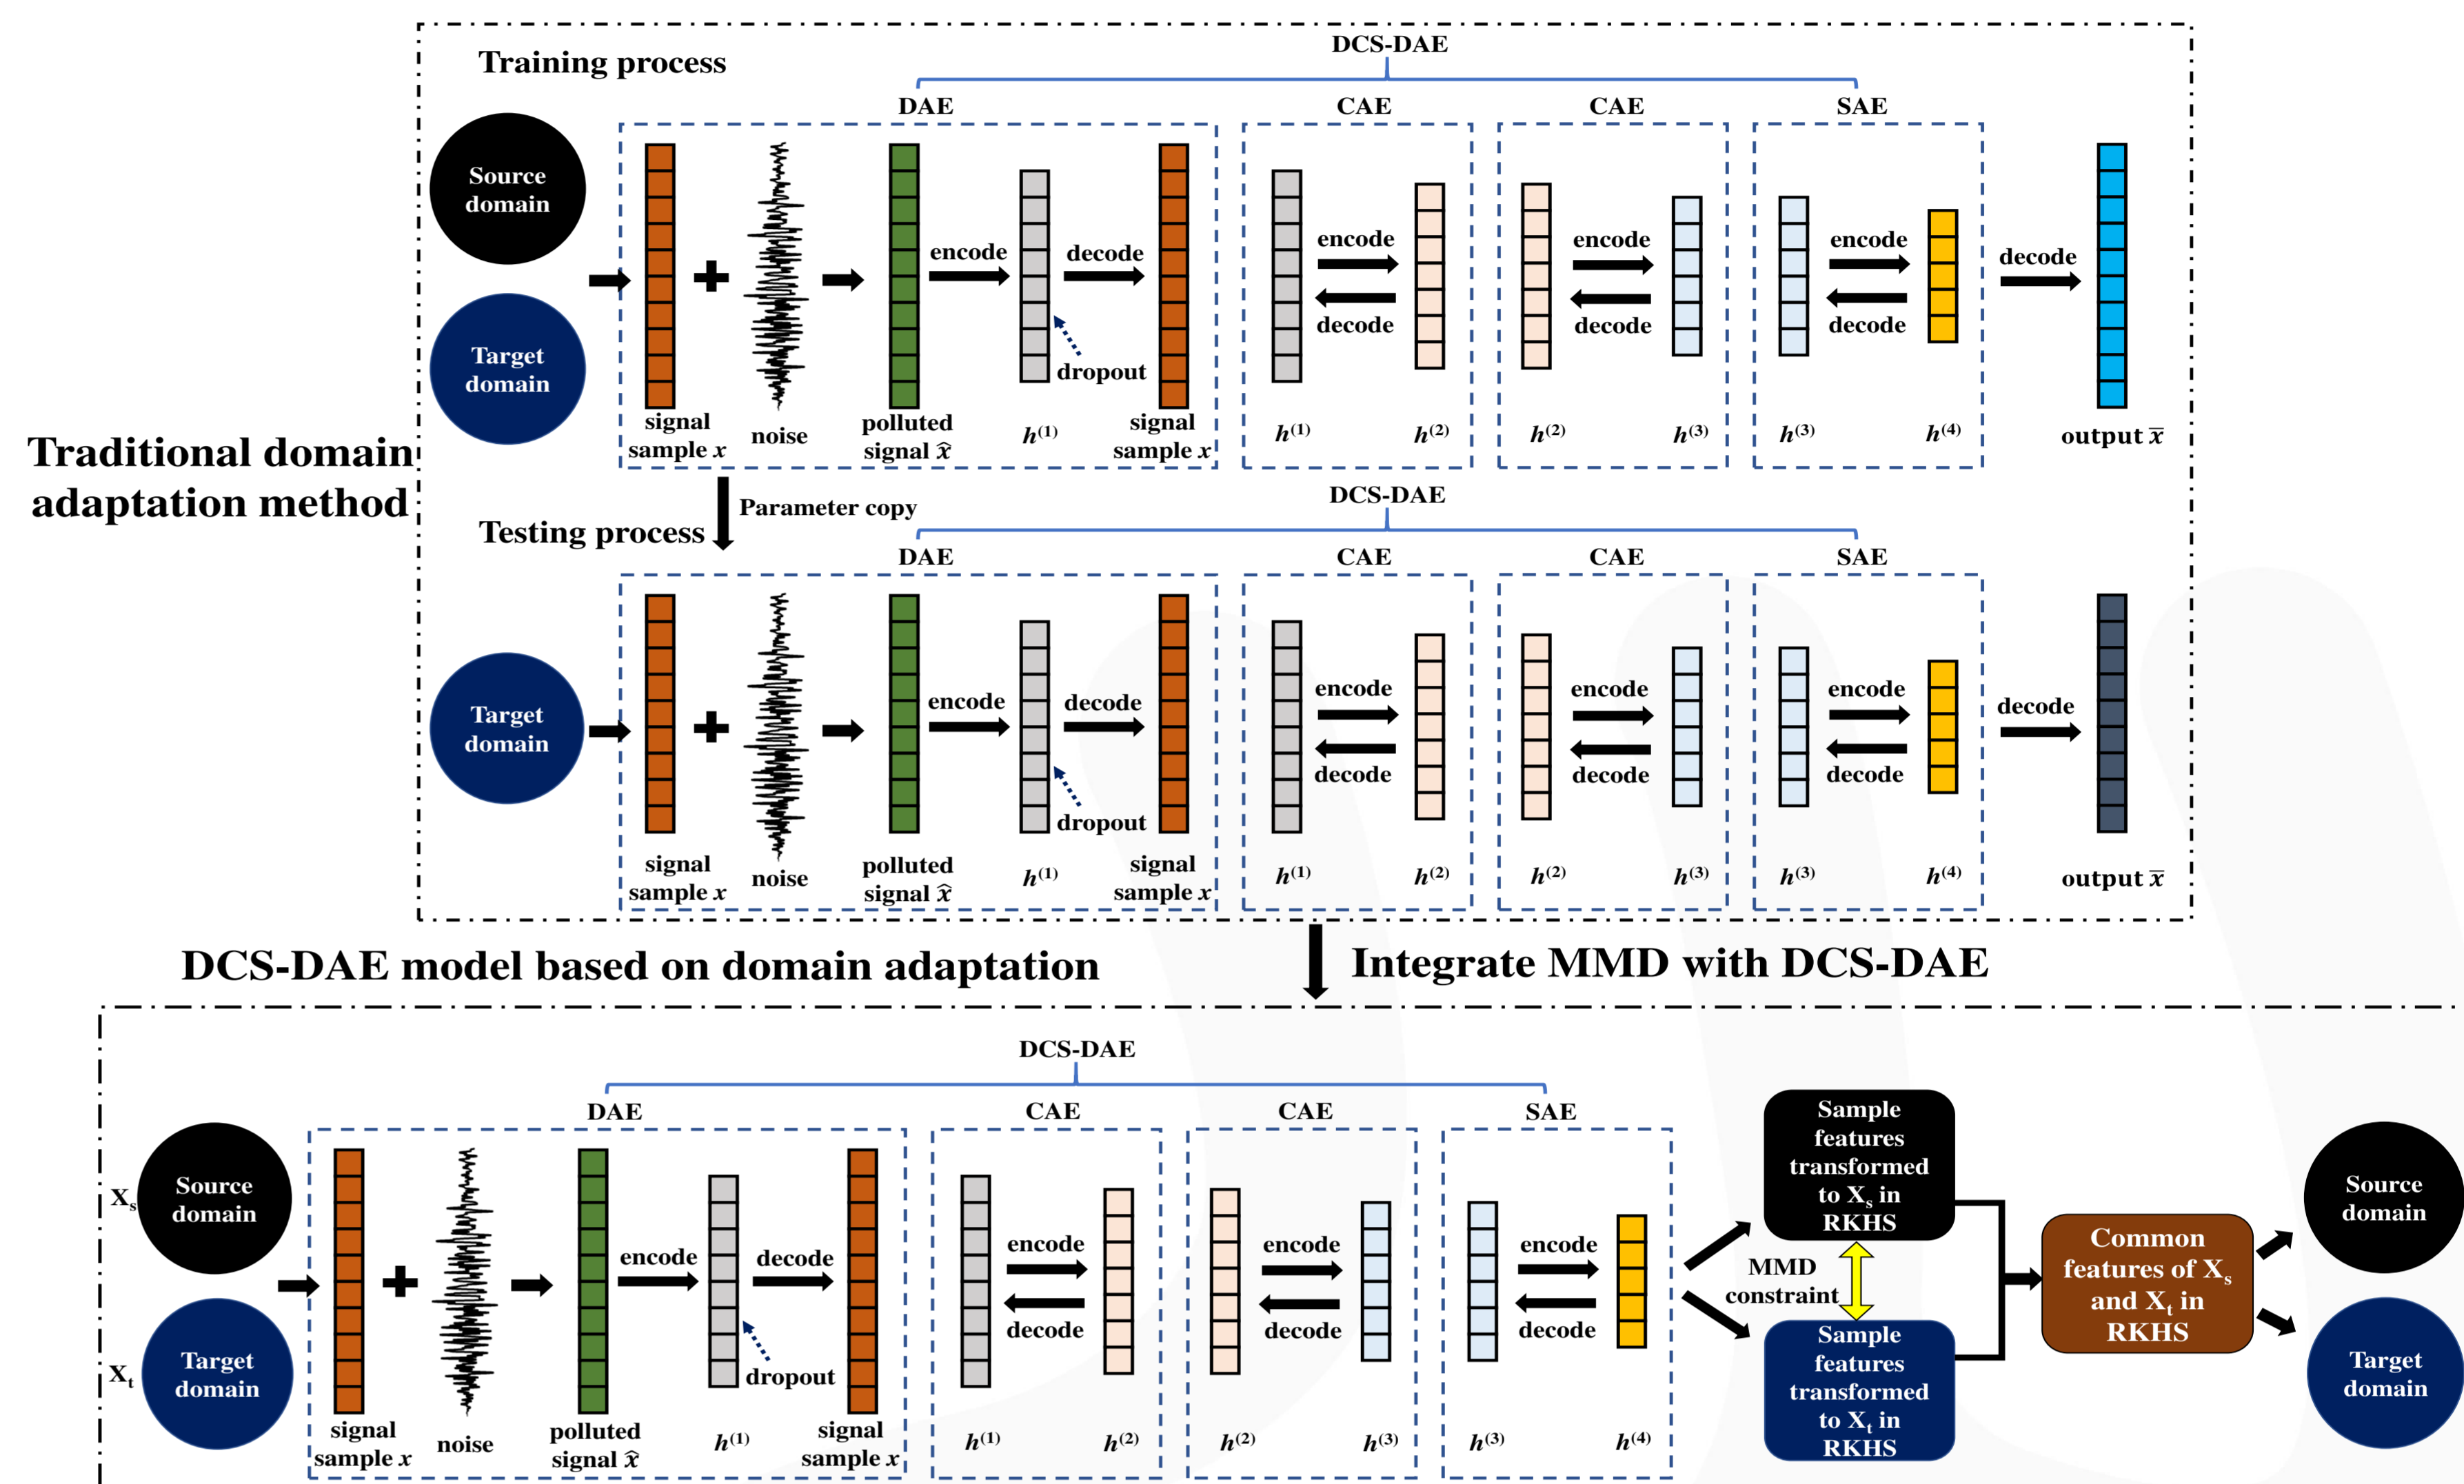 DCS-DAE
Training process
DAE
CAE
CAE
SAE
Source
domain
Target
domain
encode
decode
dropout
encode
decode
encode
decode
encode
decode
decode
signal
sample x
noise
polluted
signal x̂
h⁽¹⁾
signal
sample x
h⁽¹⁾
h⁽²⁾
h⁽²⁾
h⁽³⁾
h⁽³⁾
h⁽⁴⁾
output x̅
Traditional domain
adaptation method
Parameter copy
DCS-DAE
Testing process
DAE
CAE
CAE
SAE
Target
domain
encode
decode
dropout
encode
decode
encode
decode
encode
decode
decode
signal
sample x
noise
polluted
signal x̂
h⁽¹⁾
signal
sample x
h⁽¹⁾
h⁽²⁾
h⁽²⁾
h⁽³⁾
h⁽³⁾
h⁽⁴⁾
output x̅
DCS-DAE model based on domain adaptation
Integrate MMD with DCS-DAE
DCS-DAE
DAE
CAE
CAE
SAE
Xₛ
Source
domain
Xₜ
Target
domain
encode
decode
dropout
encode
decode
encode
decode
encode
decode
signal
sample x
noise
polluted
signal x̂
h⁽¹⁾
signal
sample x
h⁽¹⁾
h⁽²⁾
h⁽²⁾
h⁽³⁾
h⁽³⁾
h⁽⁴⁾
Sample
features
transformed
to Xₛ in
RKHS
MMD
constraint
Sample
features
transformed
to Xₜ in
RKHS
Common
features of Xₛ
and Xₜ in
RKHS
Source
domain
Target
domain